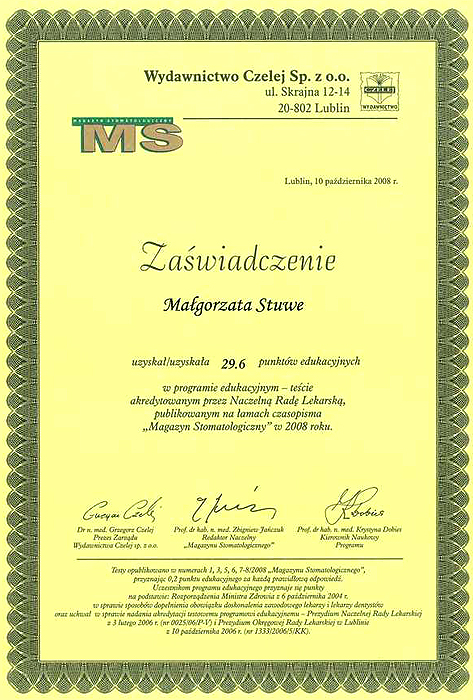 Wydawnictwo Czelej Sp. z o.o.
ul. Skrajna 12-14
20-802 Lublin
CZELEJ
WYDAWNICTWO
MAGAZYN STOMATOLOGICZNY
MS
Lublin, 10 października 2008 r.
Zaświadczenie
Małgorzata Stuwe
uzyskał/uzyskała 29.6 punktów edukacyjnych
w programie edukacyjnym – teście
akredytowanym przez Naczelną Radę Lekarską,
publikowanym na łamach czasopisma
„Magazyn Stomatologiczny” w 2008 roku.
Dr n. med. Grzegorz Czelej
Prezes Zarządu
Wydawnictwa Czelej sp. z o.o.
Prof. dr hab. n. med. Zbigniew Jańczuk
Redaktor Naczelny
„Magazynu Stomatologicznego”
Prof. dr hab. n. med. Krystyna Dobies
Kierownik Naukowy
Programu
Testy opublikowano w numerach 1, 3, 5, 6, 7-8/2008 „Magazynu Stomatologicznego”,
przyznając 0,2 punktu edukacyjnego za każdą prawidłową odpowiedź.
Uczestnikom programu edukacyjnego przyznaje się punkty
na podstawie: Rozporządzenia Ministra Zdrowia z 6 października 2004 r.
w sprawie sposobów dopełnienia obowiązku doskonalenia zawodowego lekarzy i lekarzy dentystów
oraz uchwał w sprawie nadania akredytacji testowemu programowi edukacyjnemu – Prezydium Naczelnej Rady Lekarskiej
z 3 lutego 2006 r. (nr 0025/06/P-V) i Prezydium Okręgowej Rady Lekarskiej w Lublinie
z 10 października 2006 r. (nr 1333/2006/5/KK).